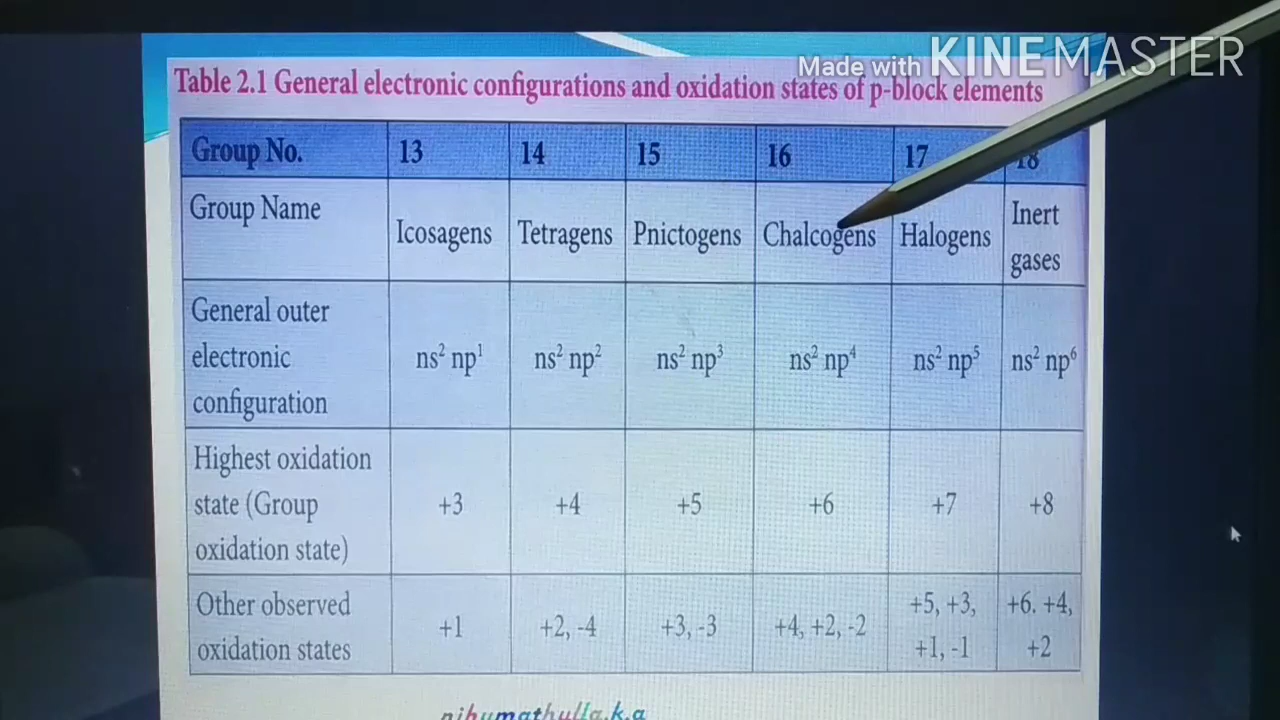 Made with KINEMASTER
Table 2.1 General electronic configurations and oxidation states of p-block elements
Group No. 13 14 15 16 17 18
Group Name Icosagens Tetragens Pnictogens Chalcogens Halogens Inert gases
General outer electronic configuration ns² np¹ ns² np² ns² np³ ns² np⁴ ns² np⁵ ns² np⁶
Highest oxidation state (Group oxidation state) +3 +4 +5 +6 +7 +8
Other observed oxidation states +1 +2, -4 +3, -3 +4, +2, -2 +5, +3, +1, -1 +6. +4, +2
nihumathulla.k.a